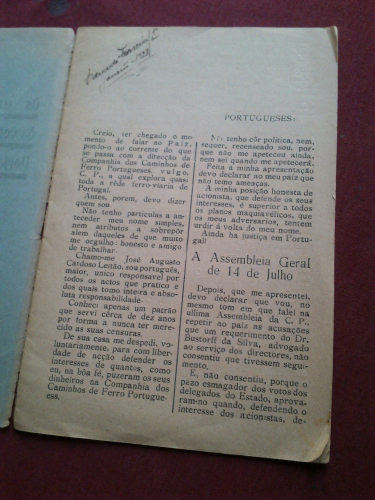 PORTUGUESES:
Creio, ser chegado o mo-
mento de falar ao Paiz,
pondo-o ao corrente do que
se passa com a direcção da
Companhia dos Caminhos de
Ferro Portugueses, vulgo,
C. P., a qual explora quasi
toda a rêde ferro-viaria de
Portugal.
Antes, porem, devo dizer
quem sou.
Não tenho particulas a an-
teceder meu nome simples,
nem atributos a sobrepôr
além daqueles de que muito
me orgulho: honesto e amigo
de trabalhar.
Chamo-me José Augusto
Cardoso Leitão, sou português,
maior, unico responsavel por
todos os actos que pratico e
dos quais tomo inteira e abso-
luta responsabilidade.
Conheci apenas um patrão
que servi cêrca de dez anos
por forma a nunca ter mere-
cido as suas censuras.
De sua casa me despedi, vo-
luntariamente, para com liber-
dade de acção defender os
interesses de quantos, como
eu, na bôa fé, puzeram os seus
dinheiros na Companhia dos
Caminhos de Ferro Portugue-
ses.
tenho côr politica, nem,
requer, recenseado sou, por-
que não me apeteceu ainda,
nem sei quando me apetecerá.
Feita a minha apresentação
devo declarar ao meu paiz que
não temo ameaças.
A minha posição honesta de
acionista, que defende os seus
interesses, é superior a todos
os planos maquiavélicos, que
os meus adversarios, tentem
urdir á volta do meu nome.
Ainda ha justiça em Portu-
gal!
A Assembleia Geral
de 14 de Julho
Depois, que me apresentei,
devo declarar que vou, no
mesmo tom em que falei na
ultima Assembleia da C. P.,
repetir ao paiz as acusações
que um requerimento do Dr.
Bustorff da Silva, advogado
ao serviço dos directores, não
consentiu que tivessem segui-
mento.
E, não consentiu, porque o
pezo esmagador dos votos dos
delegados do Estado, aprova-
ram-no quando, defendendo o
interesse dos acionistas, de-